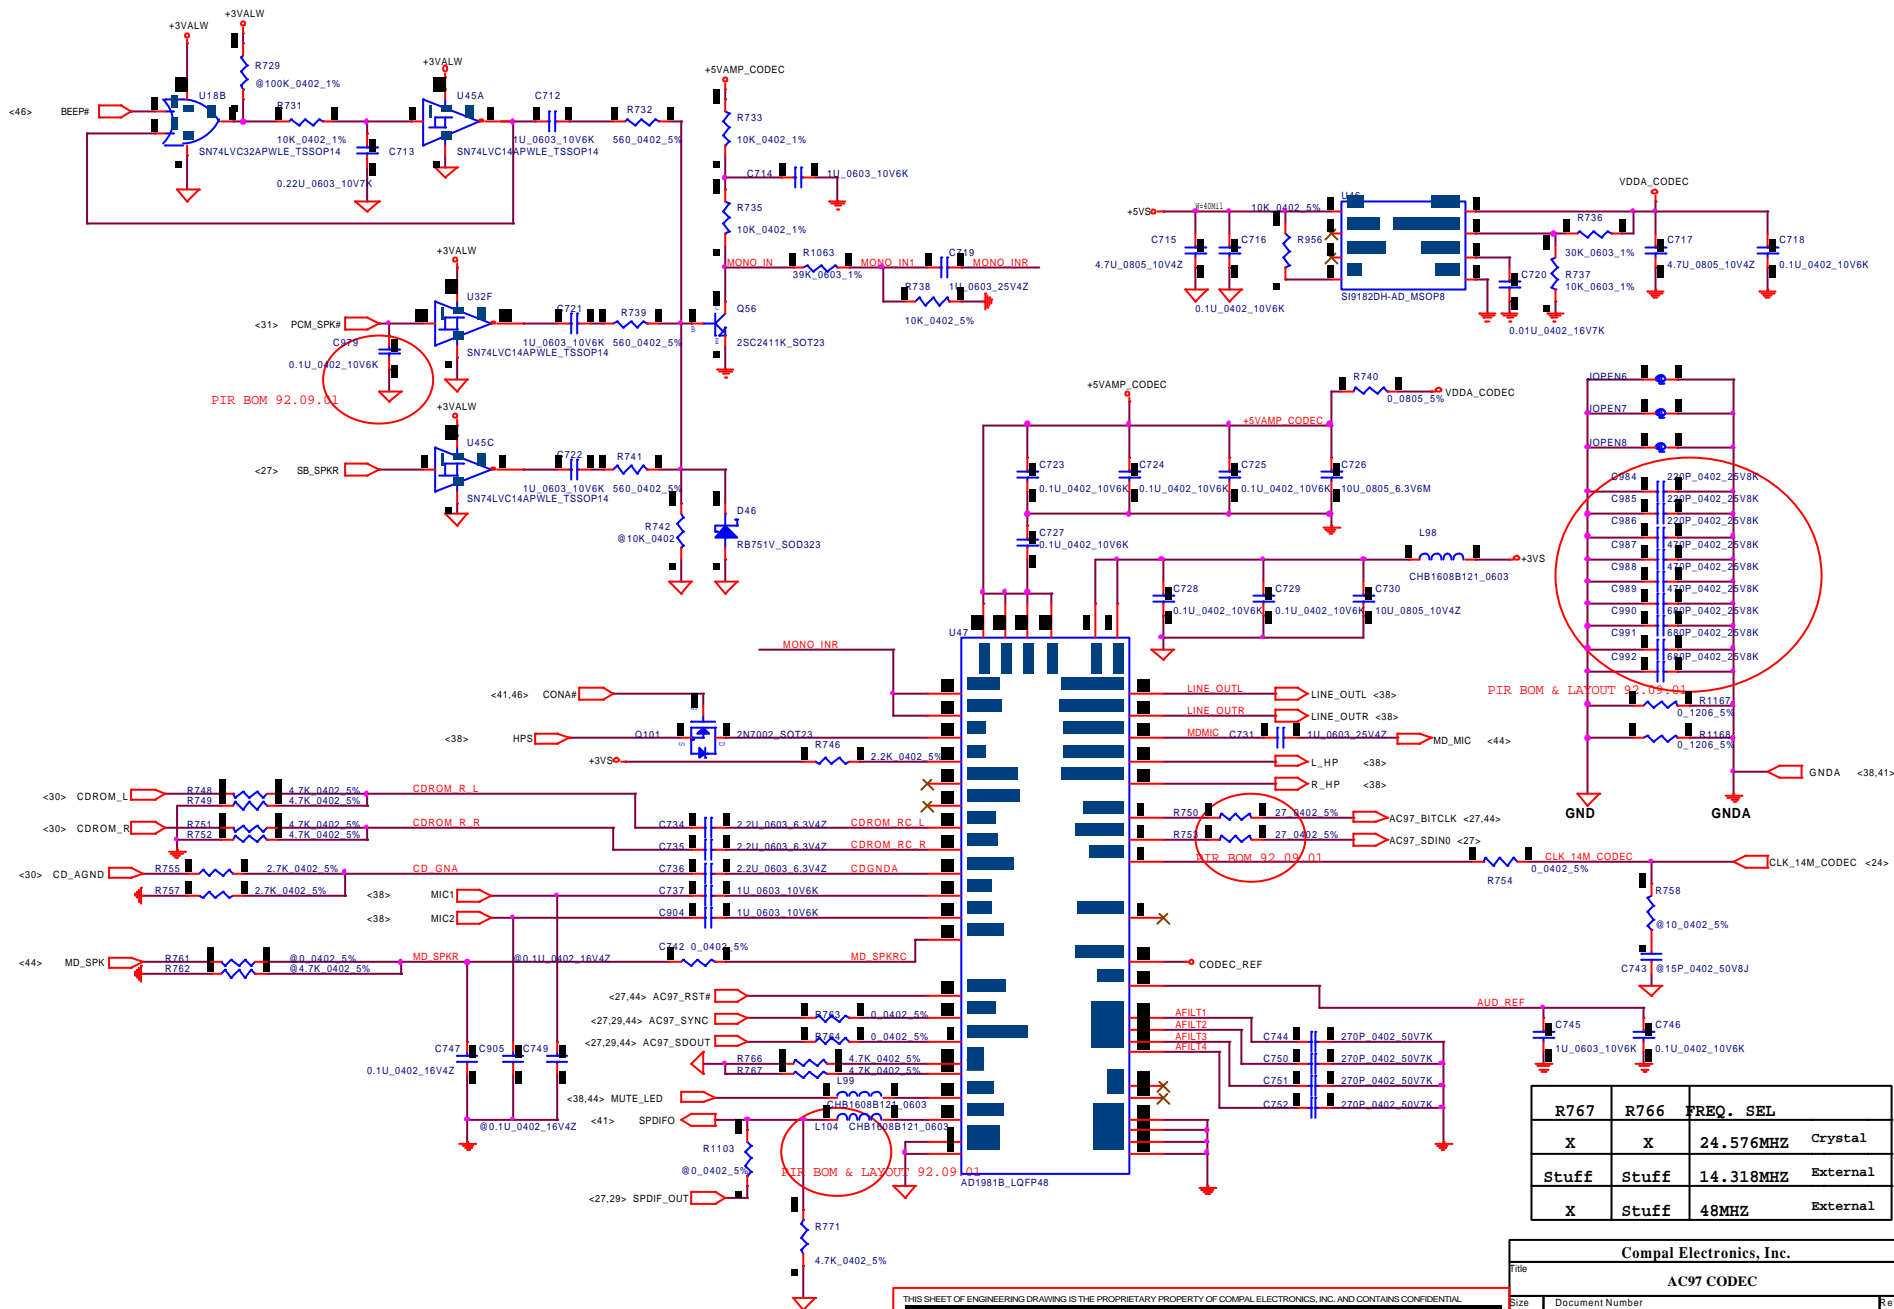 +3VALW
+3VALW
R729
@100K_0402_1%
+3VALW
<46> BEEP#
U18B
R731
10K_0402_1%
SN74LVC32APWLE_TSSOP14
C713
0.22U_0603_10V7K
U45A
SN74LVC14APWLE_TSSOP14
C712
1U_0603_10V6K
R732
560_0402_5%
+5VAMP_CODEC
R733
10K_0402_1%
C714
1U_0603_10V6K
R735
10K_0402_1%
MONO_IN
R1063
39K_0603_1%
MONO_IN1
C719
1U_0603_25V4Z
MONO_INR
R738
10K_0402_5%
Q56
2SC2411K_SOT23
+3VALW
<31> PCM_SPK#
C979
0.1U_0402_10V6K
PIR BOM 92.09.01
U32F
SN74LVC14APWLE_TSSOP14
C721
1U_0603_10V6K
R739
560_0402_5%
+3VALW
<27> SB_SPKR
U45C
SN74LVC14APWLE_TSSOP14
C722
1U_0603_10V6K
R741
560_0402_5%
R742
@10K_0402
D46
RB751V_SOD323
+5VS
W=40Mil
C715
4.7U_0805_10V4Z
C716
0.1U_0402_10V6K
10K_0402_5%
R956
SI9182DH-AD_MSOP8
VDDA_CODEC
R736
30K_0603_1%
R737
10K_0603_1%
C720
0.01U_0402_16V7K
C717
4.7U_0805_10V4Z
C718
0.1U_0402_10V6K
+5VAMP_CODEC
R740
0_0805_5%
VDDA_CODEC
+5VAMP_CODEC
C723
0.1U_0402_10V6K
C724
0.1U_0402_10V6K
C725
0.1U_0402_10V6K
C726
10U_0805_6.3V6M
C727
0.1U_0402_10V6K
L98
CHB1608B121_0603
+3VS
C728
0.1U_0402_10V6K
C729
0.1U_0402_10V6K
C730
10U_0805_10V4Z
JOPEN6
JOPEN7
JOPEN8
C984 220P_0402_25V8K
C985 220P_0402_25V8K
C986 220P_0402_25V8K
C987 470P_0402_25V8K
C988 470P_0402_25V8K
C989 470P_0402_25V8K
C990 680P_0402_25V8K
C991 680P_0402_25V8K
C992 680P_0402_25V8K
PIR BOM & LAYOUT 92.09.01
R1167
0_1206_5%
R1168
0_1206_5%
GNDA <38,41>
GND
GNDA
U47
AD1981B_LQFP48
MONO_INR
<41,46> CONA#
<38> HPS
Q101
2N7002_SOT23
+3VS
R746
2.2K_0402_5%
<30> CDROM_L
R748 4.7K_0402_5%
R749 4.7K_0402_5%
CDROM_R_L
<30> CDROM_R
R751 4.7K_0402_5%
R752 4.7K_0402_5%
CDROM_R_R
C734 2.2U_0603_6.3V4Z CDROM_RC_L
C735 2.2U_0603_6.3V4Z CDROM_RC_R
<30> CD_AGND
R755 2.7K_0402_5%
R757 2.7K_0402_5%
CD_GNA
C736 2.2U_0603_6.3V4Z CDGNDA
<38> MIC1
C737 1U_0603_10V6K
<38> MIC2
C904 1U_0603_10V6K
<44> MD_SPK
R761 @0_0402_5%
R762 @4.7K_0402_5%
MD_SPKR
@0.1U_0402_16V4Z
C742 0_0402_5%
MD_SPKRC
<27,44> AC97_RST#
<27,29,44> AC97_SYNC
R763 0_0402_5%
<27,29,44> AC97_SDOUT
R764 0_0402_5%
R766 4.7K_0402_5%
R767 4.7K_0402_5%
C747
0.1U_0402_16V4Z
C905
C749
@0.1U_0402_16V4Z
<38,44> MUTE_LED
L99
CHB1608B121_0603
<41> SPDIFO
L104 CHB1608B121_0603
R1103
@0_0402_5%
PIR BOM & LAYOUT 92.09.01
<27,29> SPDIF_OUT
R771
4.7K_0402_5%
LINE_OUTL
LINE_OUTL <38>
LINE_OUTR
LINE_OUTR <38>
MDMIC
C731 1U_0603_25V4Z
MD_MIC <44>
L_HP <38>
R_HP <38>
R750 27_0402_5%
AC97_BITCLK <27,44>
R753 27_0402_5%
AC97_SDIN0 <27>
PIR BOM 92.09.01
CLK_14M_CODEC
0_0402_5%
R754
CLK_14M_CODEC <24>
R758
@10_0402_5%
C743 @15P_0402_50V8J
CODEC_REF
AUD_REF
C745
1U_0603_10V6K
C746
0.1U_0402_10V6K
AFILT1
AFILT2
AFILT3
AFILT4
C744 270P_0402_50V7K
C750 270P_0402_50V7K
C751 270P_0402_50V7K
C752 270P_0402_50V7K
R767 R766 FREQ. SEL
X X 24.576MHZ Crystal
Stuff Stuff 14.318MHZ External
X Stuff 48MHZ External
Compal Electronics, Inc.
Title
AC97 CODEC
Size Document Number
THIS SHEET OF ENGINEERING DRAWING IS THE PROPRIETARY PROPERTY OF COMPAL ELECTRONICS, INC. AND CONTAINS CONFIDENTIAL